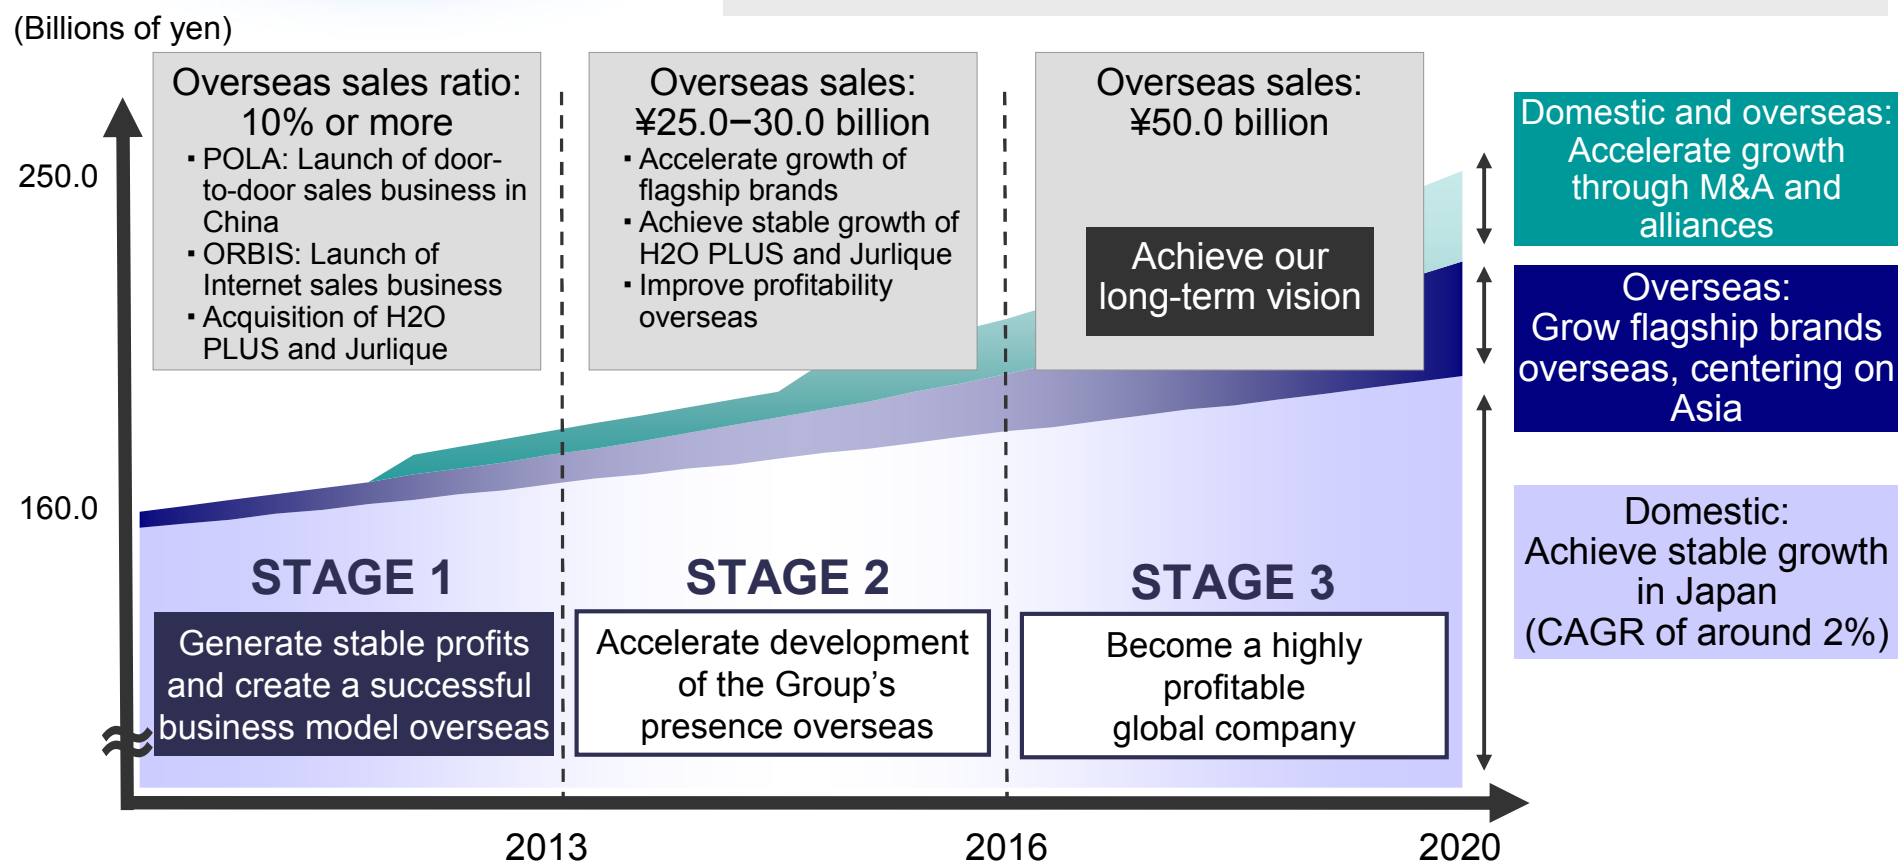 (Billions of yen)
250.0
160.0
Overseas sales ratio:
10% or more
▪ POLA: Launch of door-
to-door sales business in
China
▪ ORBIS: Launch of
Internet sales business
▪ Acquisition of H2O
PLUS and Jurlique
Overseas sales:
¥25.0–30.0 billion
▪ Accelerate growth of
flagship brands
▪ Achieve stable growth of
H2O PLUS and Jurlique
▪ Improve profitability
overseas
Overseas sales:
¥50.0 billion
Achieve our
long-term vision
Domestic and overseas:
Accelerate growth
through M&A and
alliances
Overseas:
Grow flagship brands
overseas, centering on
Asia
Domestic:
Achieve stable growth
in Japan
(CAGR of around 2%)
STAGE 1
Generate stable profits
and create a successful
business model overseas
STAGE 2
Accelerate development
of the Group's
presence overseas
STAGE 3
Become a highly
profitable
global company
2013
2016
2020